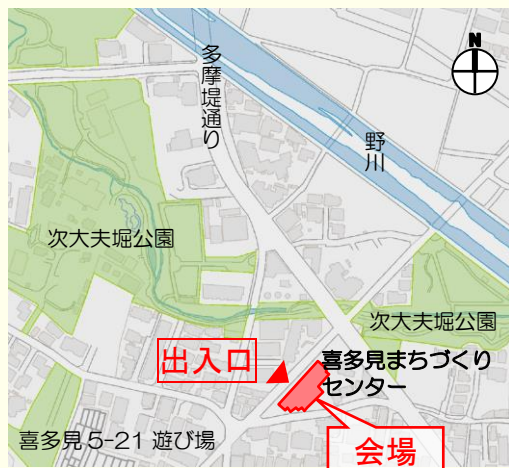 N
多摩堤通り
野川
次大夫堀公園
次大夫堀公園
出入口
喜多見まちづくり
センター
喜多見5-21 遊び場
会場